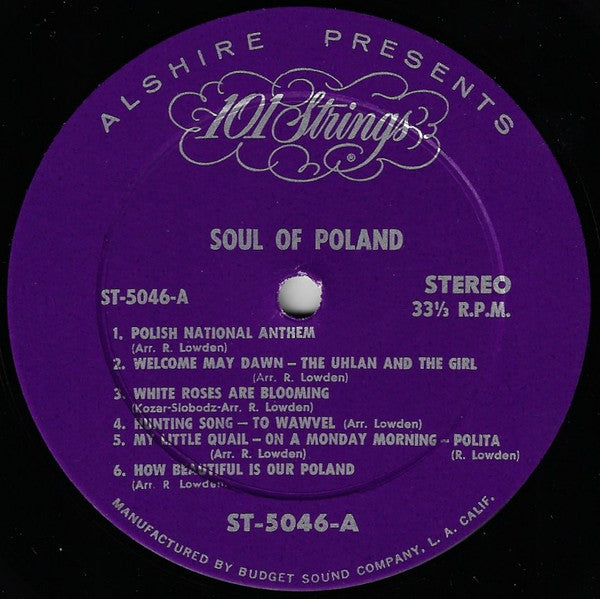 ALSHIRE PRESENTS
101 Strings
®
SOUL OF POLAND
ST-5046-A
STEREO
33⅓ R.P.M.
1. POLISH NATIONAL ANTHEM
(Arr. R. Lowden)
2. WELCOME MAY DAWN – THE UHLAN AND THE GIRL
(Arr. R. Lowden)
3. WHITE ROSES ARE BLOOMING
(Kozar-Slobodz-Arr. R. Lowden)
4. HUNTING SONG – TO WAWVEL (Arr. Lowden)
5. MY LITTLE QUAIL – ON A MONDAY MORNING – POLITA
(Arr. R. Lowden) (R. Lowden)
6. HOW BEAUTIFUL IS OUR POLAND
(Arr. R Lowden)
ST-5046-A
MANUFACTURED BY BUDGET SOUND COMPANY, L. A. CALIF.